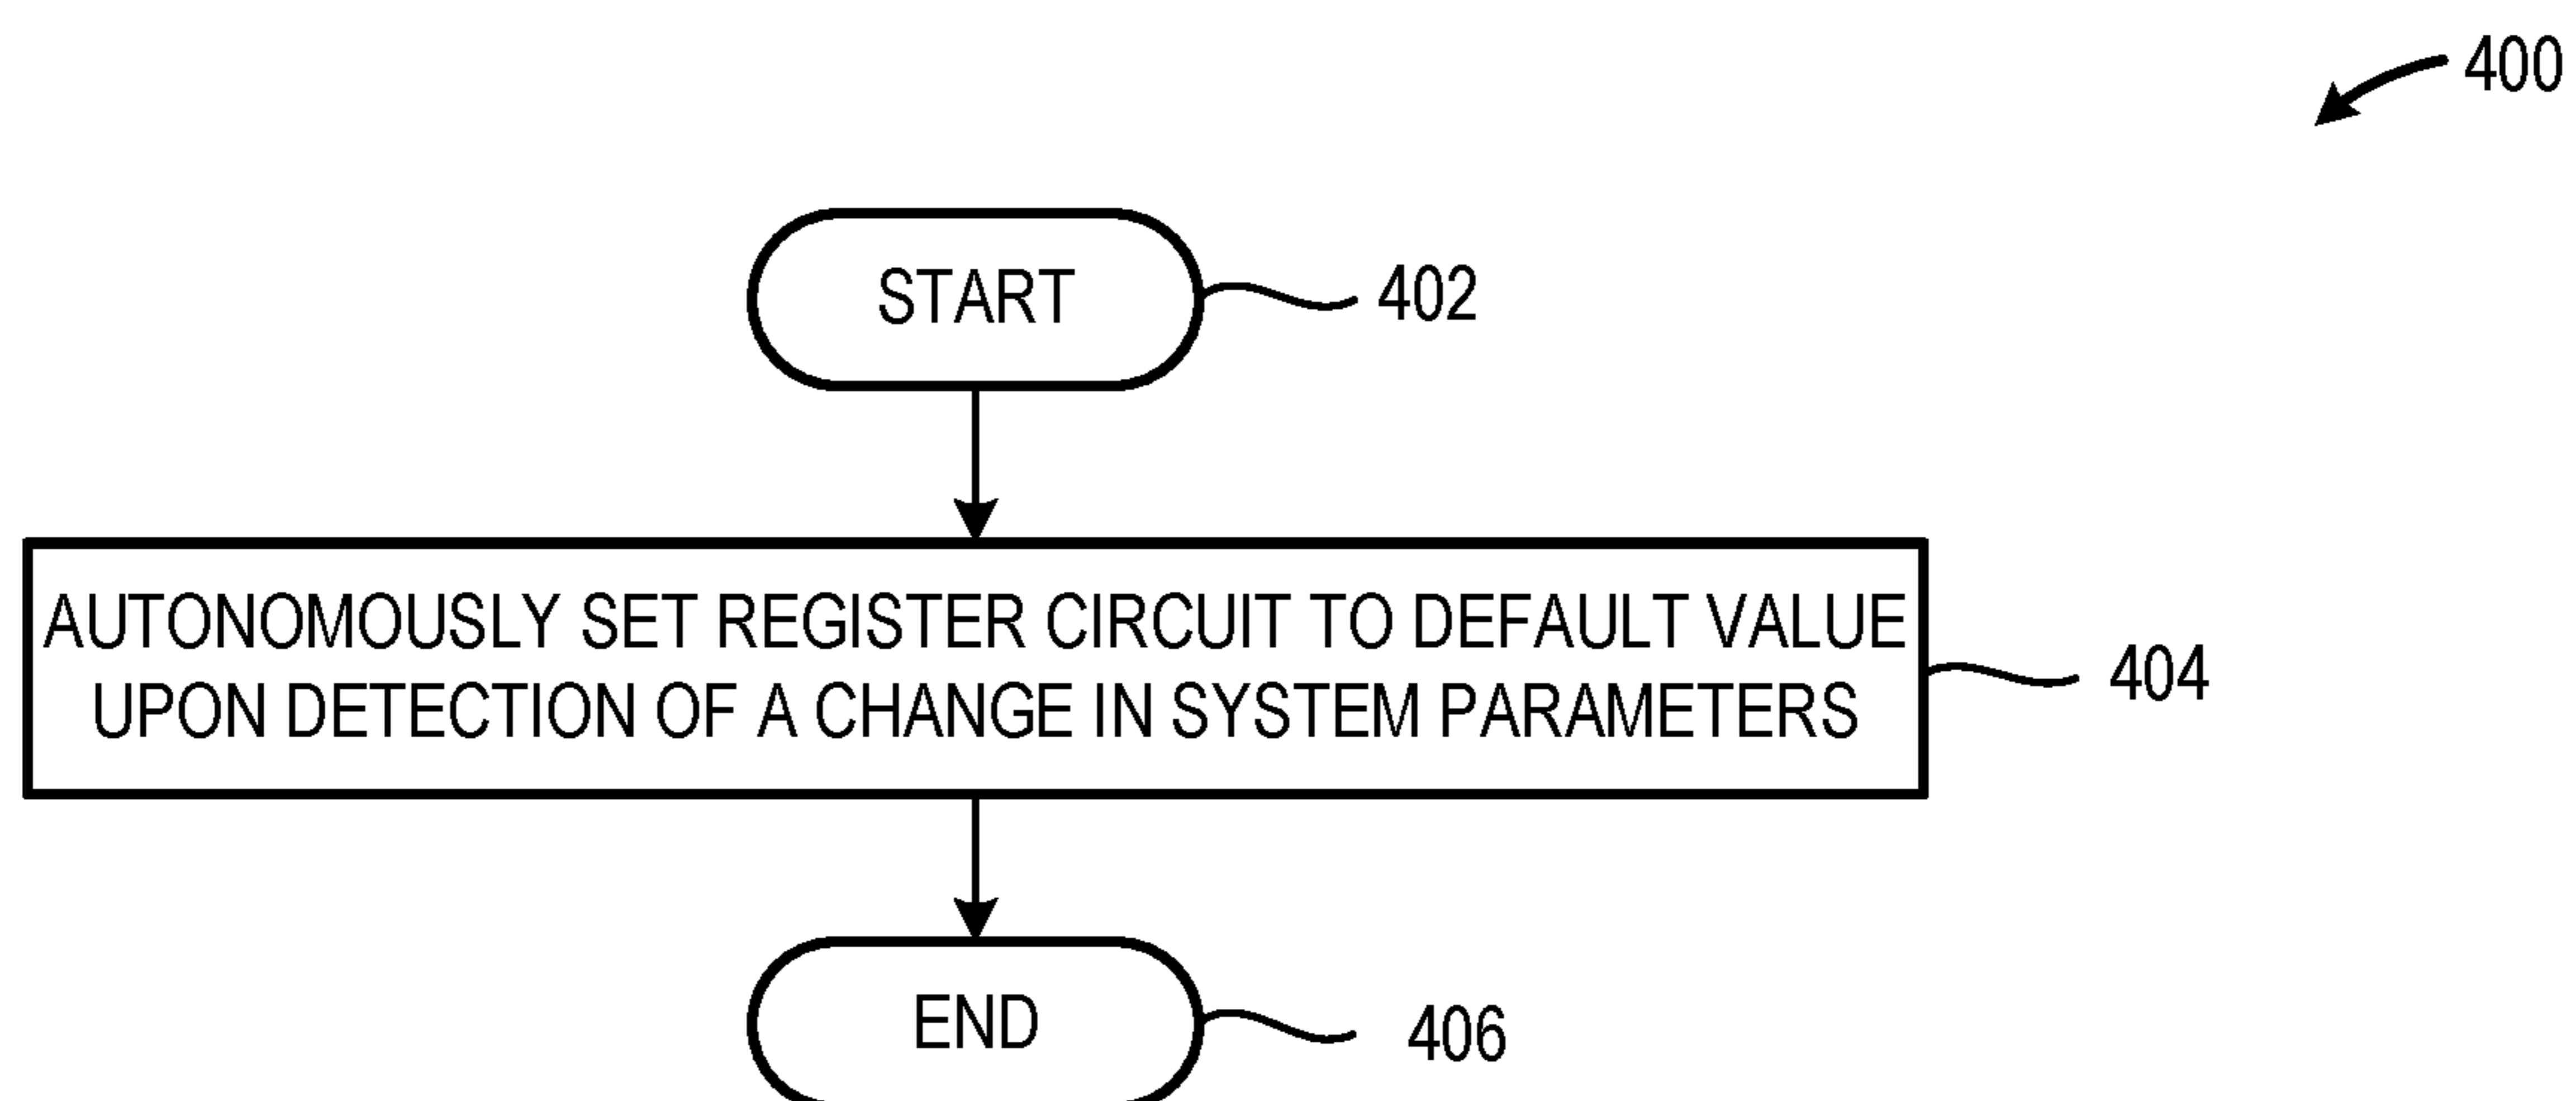 400
START
402
AUTONOMOUSLY SET REGISTER CIRCUIT TO DEFAULT VALUE
UPON DETECTION OF A CHANGE IN SYSTEM PARAMETERS
404
END
406